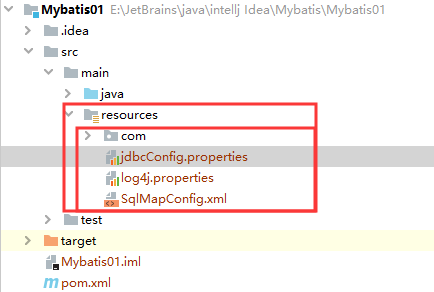 Mybatis01 E:\JetBrains\java\intellj Idea\Mybatis\Mybatis01
.idea
src
main
java
resources
com
jdbcConfig.properties
log4j.properties
SqlMapConfig.xml
test
target
Mybatis01.iml
pom.xml